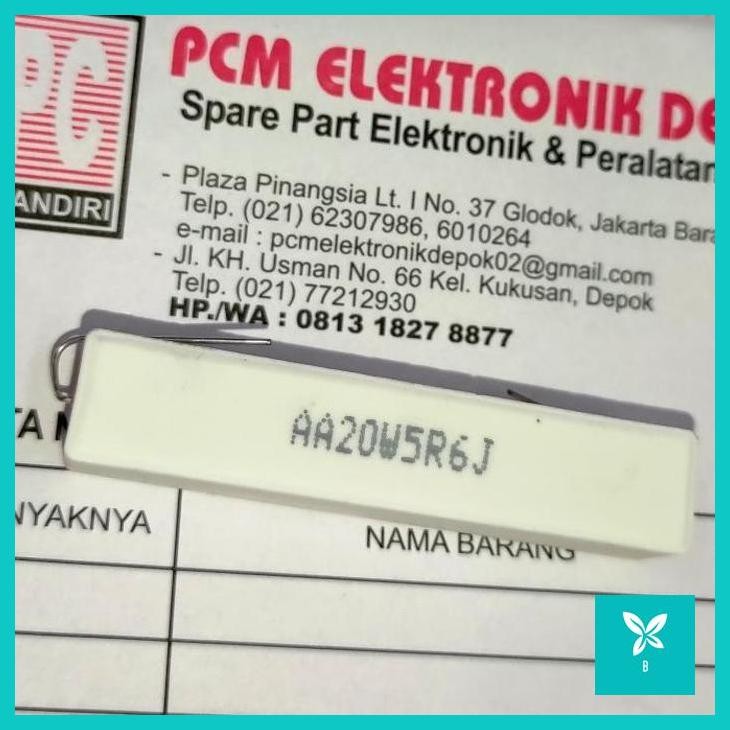 PC
ANDIRI
PCM ELEKTRONIK DE
Spare Part Elektronik & Peralatan
- Plaza Pinangsia Lt. I No. 37 Glodok, Jakarta Bara
Telp. (021) 62307986, 6010264
e-mail : pcmelektronikdepok02@gmail.com
- Jl. KH. Usman No. 66 Kel. Kukusan, Depok
Telp. (021) 77212930
HP./WA : 0813 1827 8877
AA20W5R6J
TA
NYAKNYA
NAMA BARANG
B